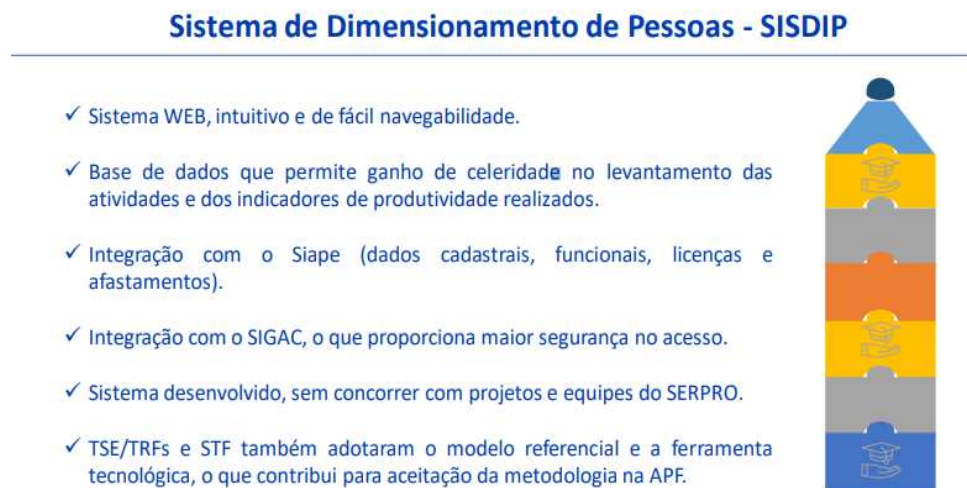 Sistema de Dimensionamento de Pessoas - SISDIP
✓ Sistema WEB, intuitivo e de fácil navegabilidade.
✓ Base de dados que permite ganho de celeridade no levantamento das
atividades e dos indicadores de produtividade realizados.
✓ Integração com o Siape (dados cadastrais, funcionais, licenças e
afastamentos).
✓ Integração com o SIGAC, o que proporciona maior segurança no acesso.
✓ Sistema desenvolvido, sem concorrer com projetos e equipes do SERPRO.
✓ TSE/TRFs e STF também adotaram o modelo referencial e a ferramenta
tecnológica, o que contribui para aceitação da metodologia na APF.